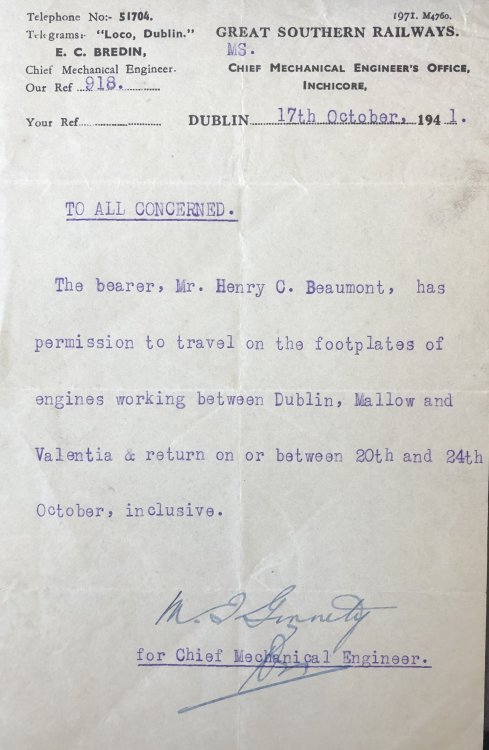 Telephone No:- 51704. 1971. M4760.
Telegrams:- "Loco, Dublin." GREAT SOUTHERN RAILWAYS.
E. C. BREDIN, MS.
Chief Mechanical Engineer. CHIEF MECHANICAL ENGINEER'S OFFICE,
Our Ref ...918............. INCHICORE,
Your Ref............................. DUBLIN......17th October,...194 1.
TO ALL CONCERNED.
The bearer, Mr. Henry C. Beaumont, has
permission to travel on the footplates of
engines working between Dublin, Mallow and
Valentia & return on or between 20th and 24th
October, inclusive.
M. J. Ginnety
for Chief Mechanical Engineer.